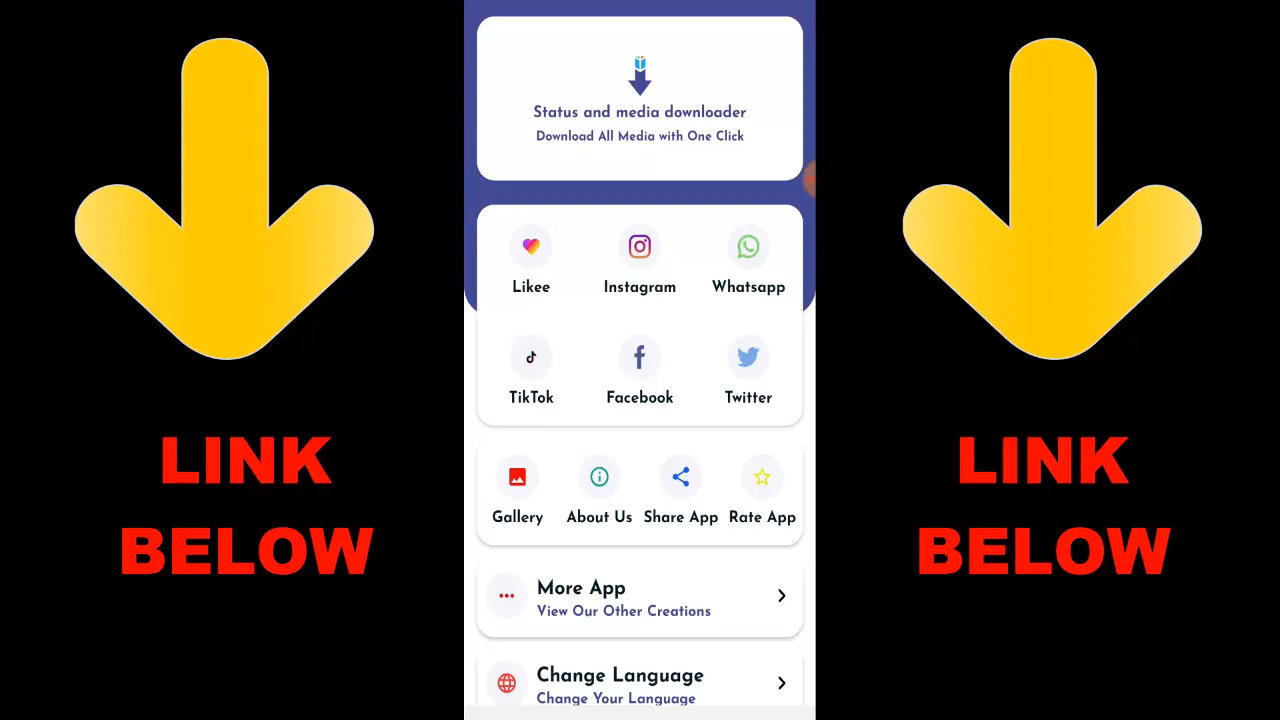 Status and media downloader
Download All Media with One Click
Likee Instagram Whatsapp
TikTok Facebook Twitter
LINK
BELOW
Gallery About Us Share App Rate App
More App
View Our Other Creations
Change Language
Change Your Language
LINK
BELOW